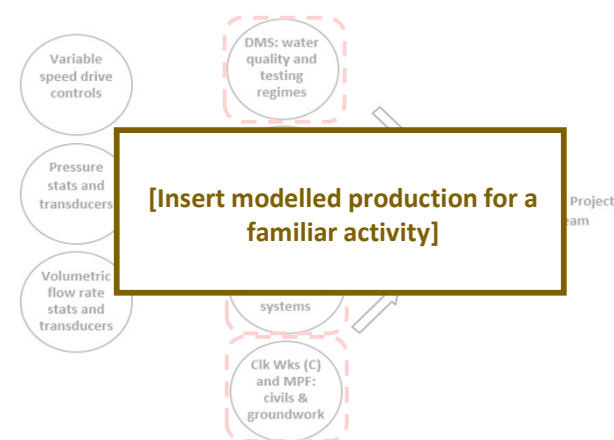 Variable
speed drive
controls
DMS: water
quality and
testing
regimes
Pressure
stats and
transducers
[Insert modelled production for a
familiar activity]
Project
eam
Volumetric
flow rate
stats and
transducers
systems
Clk Wks (C)
and MPF:
civils &
groundwork